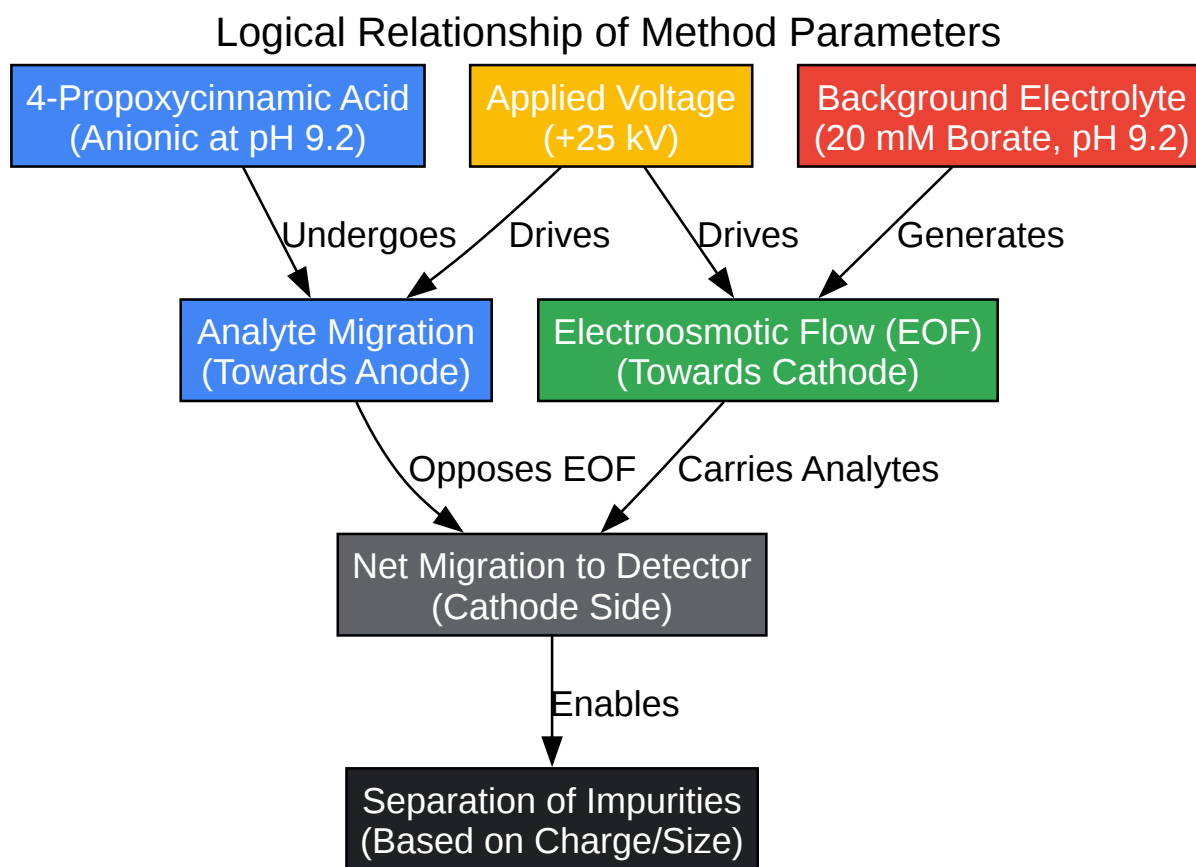 Logical Relationship of Method Parameters
4-Propoxycinnamic Acid
(Anionic at pH 9.2)
Applied Voltage
(+25 kV)
Background Electrolyte
(20 mM Borate, pH 9.2)
Undergoes
Drives
Drives
Generates
Analyte Migration
(Towards Anode)
Electroosmotic Flow (EOF)
(Towards Cathode)
Opposes EOF
Carries Analytes
Net Migration to Detector
(Cathode Side)
Enables
Separation of Impurities
(Based on Charge/Size)